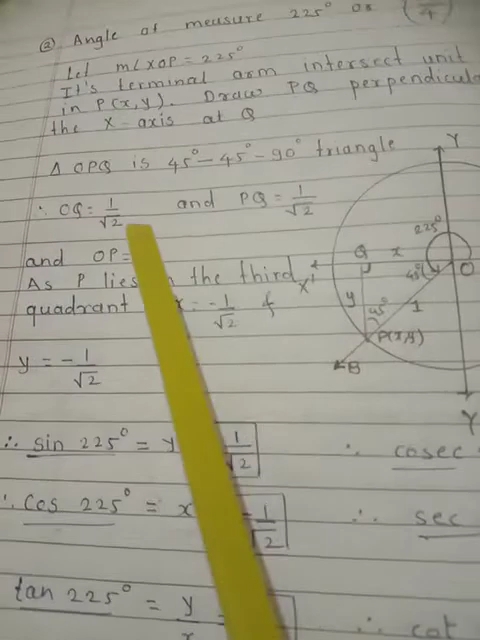 ② Angle of measure 225° or (π/4)
Let m∠XOP = 225°
It's terminal arm intersect unit
in P(x,y). Draw PQ perpendicula
the X-axis at Q
Δ OPQ is 45°-45°-90° triangle
∴ OQ = 1/√2 and PQ = 1/√2
and OP =
As P lies the third
quadrant x = -1/√2 &
y = -1/√2
∴ sin 225° = y 1/√2
∴ cosec
∴ cos 225° = x -1/√2
∴ sec
tan 225° = y/x =
∴ cot
Y
225°
Q x
X'
45°
O
y
45°
1
P(x,y)
B
Y